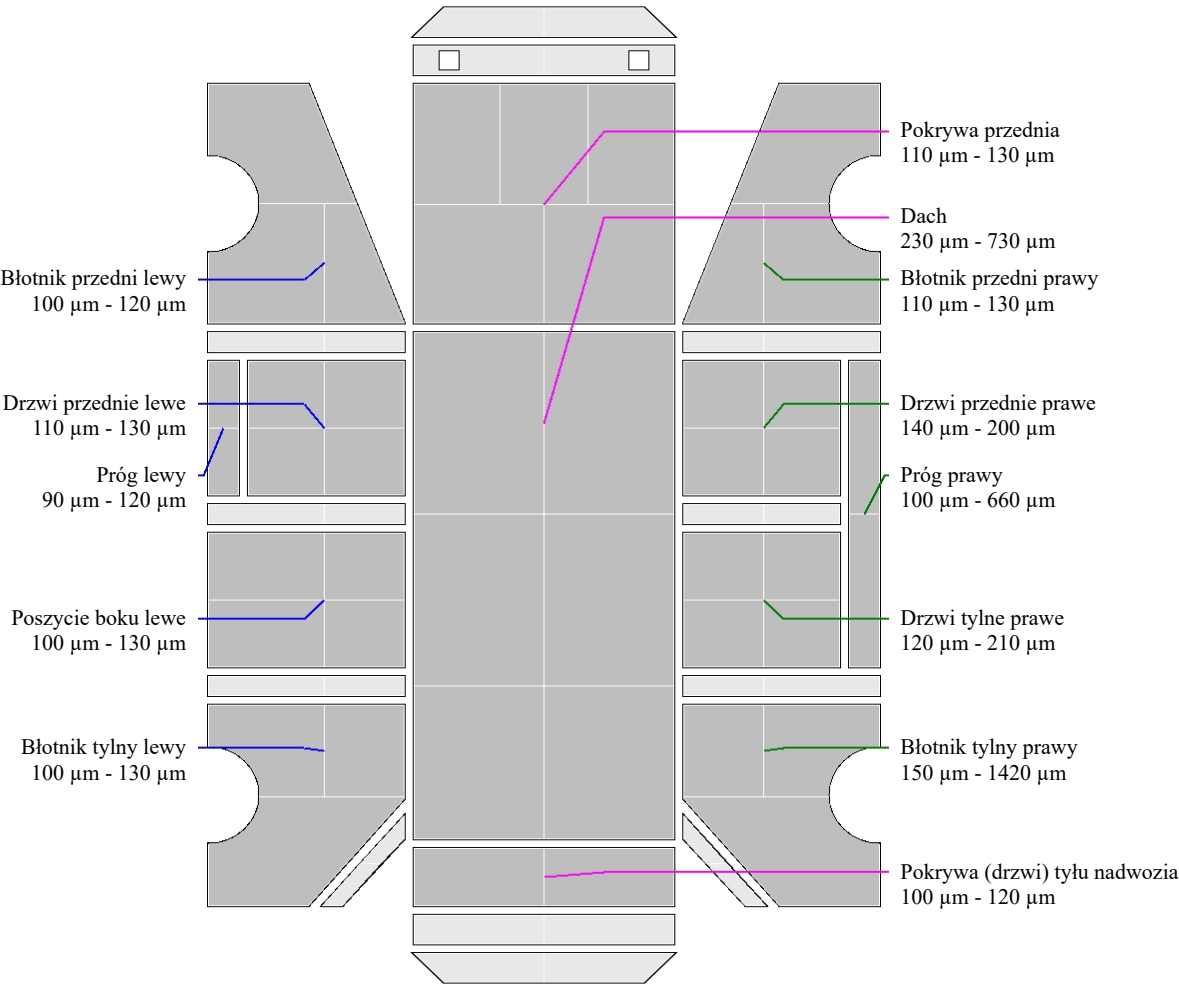 Pokrywa przednia
110 µm - 130 µm
Dach
230 µm - 730 µm
Błotnik przedni lewy
100 µm - 120 µm
Błotnik przedni prawy
110 µm - 130 µm
Drzwi przednie lewe
110 µm - 130 µm
Drzwi przednie prawe
140 µm - 200 µm
Próg lewy
90 µm - 120 µm
Próg prawy
100 µm - 660 µm
Poszycie boku lewe
100 µm - 130 µm
Drzwi tylne prawe
120 µm - 210 µm
Błotnik tylny lewy
100 µm - 130 µm
Błotnik tylny prawy
150 µm - 1420 µm
Pokrywa (drzwi) tyłu nadwozia
100 µm - 120 µm